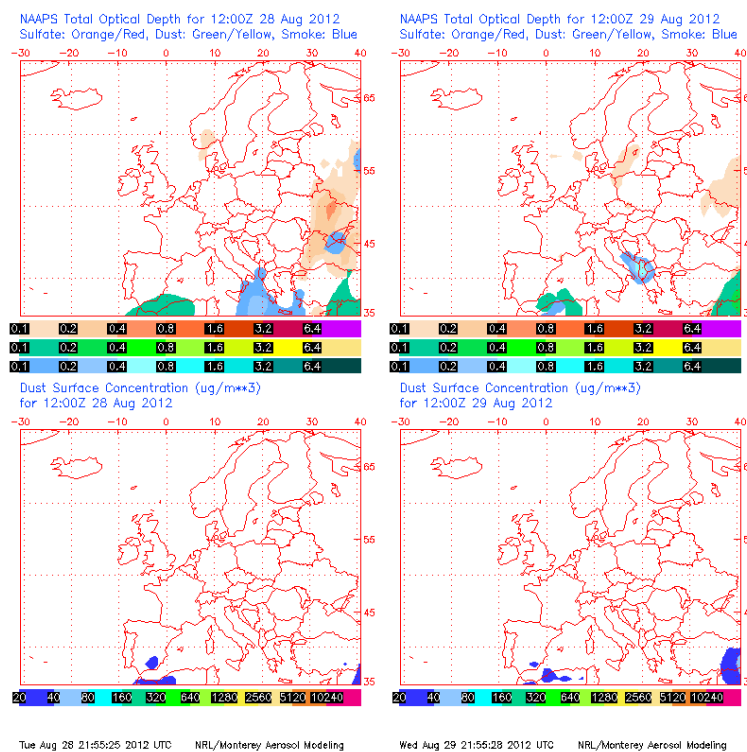 NAAPS Total Optical Depth for 12:00Z 28 Aug 2012
Sulfate: Orange/Red, Dust: Green/Yellow, Smoke: Blue
-30 -20 -10 0 10 20 30 40
65
55
45
35
0.1 0.2 0.4 0.8 1.6 3.2 6.4
0.1 0.2 0.4 0.8 1.6 3.2 6.4
0.1 0.2 0.4 0.8 1.6 3.2 6.4
NAAPS Total Optical Depth for 12:00Z 29 Aug 2012
Sulfate: Orange/Red, Dust: Green/Yellow, Smoke: Blue
-30 -20 -10 0 10 20 30 40
65
55
45
35
0.1 0.2 0.4 0.8 1.6 3.2 6.4
0.1 0.2 0.4 0.8 1.6 3.2 6.4
0.1 0.2 0.4 0.8 1.6 3.2 6.4
Dust Surface Concentration (ug/m**3)
for 12:00Z 28 Aug 2012
-30 -20 -10 0 10 20 30 40
65
55
45
35
20 40 80 160 320 640 1280 2560 5120 10240
Tue Aug 28 21:55:25 2012 UTC NRL/Monterey Aerosol Modeling
Dust Surface Concentration (ug/m**3)
for 12:00Z 29 Aug 2012
-30 -20 -10 0 10 20 30 40
65
55
45
35
20 40 80 160 320 640 1280 2560 5120 10240
Wed Aug 29 21:55:28 2012 UTC NRL/Monterey Aerosol Modeling